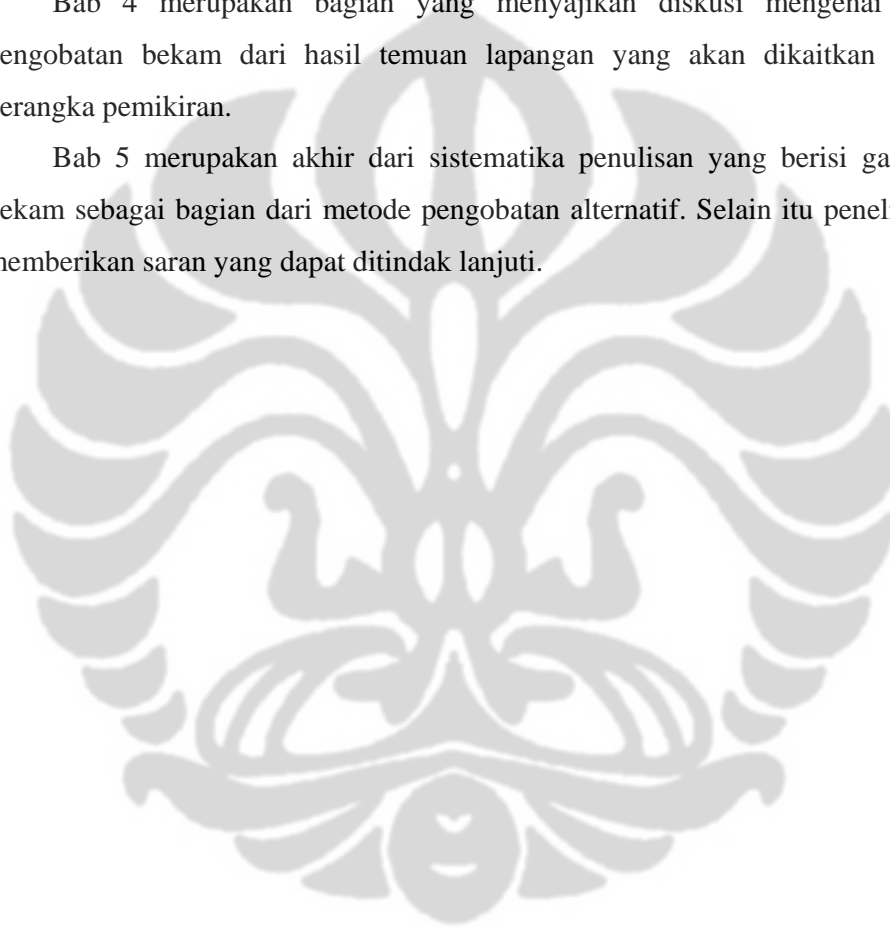 Bab 4 merupakan bagian yang menyajikan diskusi mengenai
engobatan bekam dari hasil temuan lapangan yang akan dikaitkan
erangka pemikiran.
Bab 5 merupakan akhir dari sistematika penulisan yang berisi ga
ekam sebagai bagian dari metode pengobatan alternatif. Selain itu penel
memberikan saran yang dapat ditindak lanjuti.